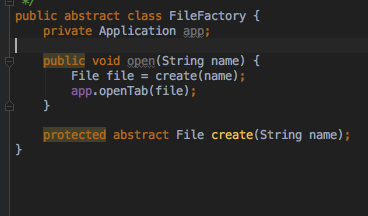 */
public abstract class FileFactory {
    private Application app;

    public void open(String name) {
        File file = create(name);
        app.openTab(file);
    }

    protected abstract File create(String name);
}